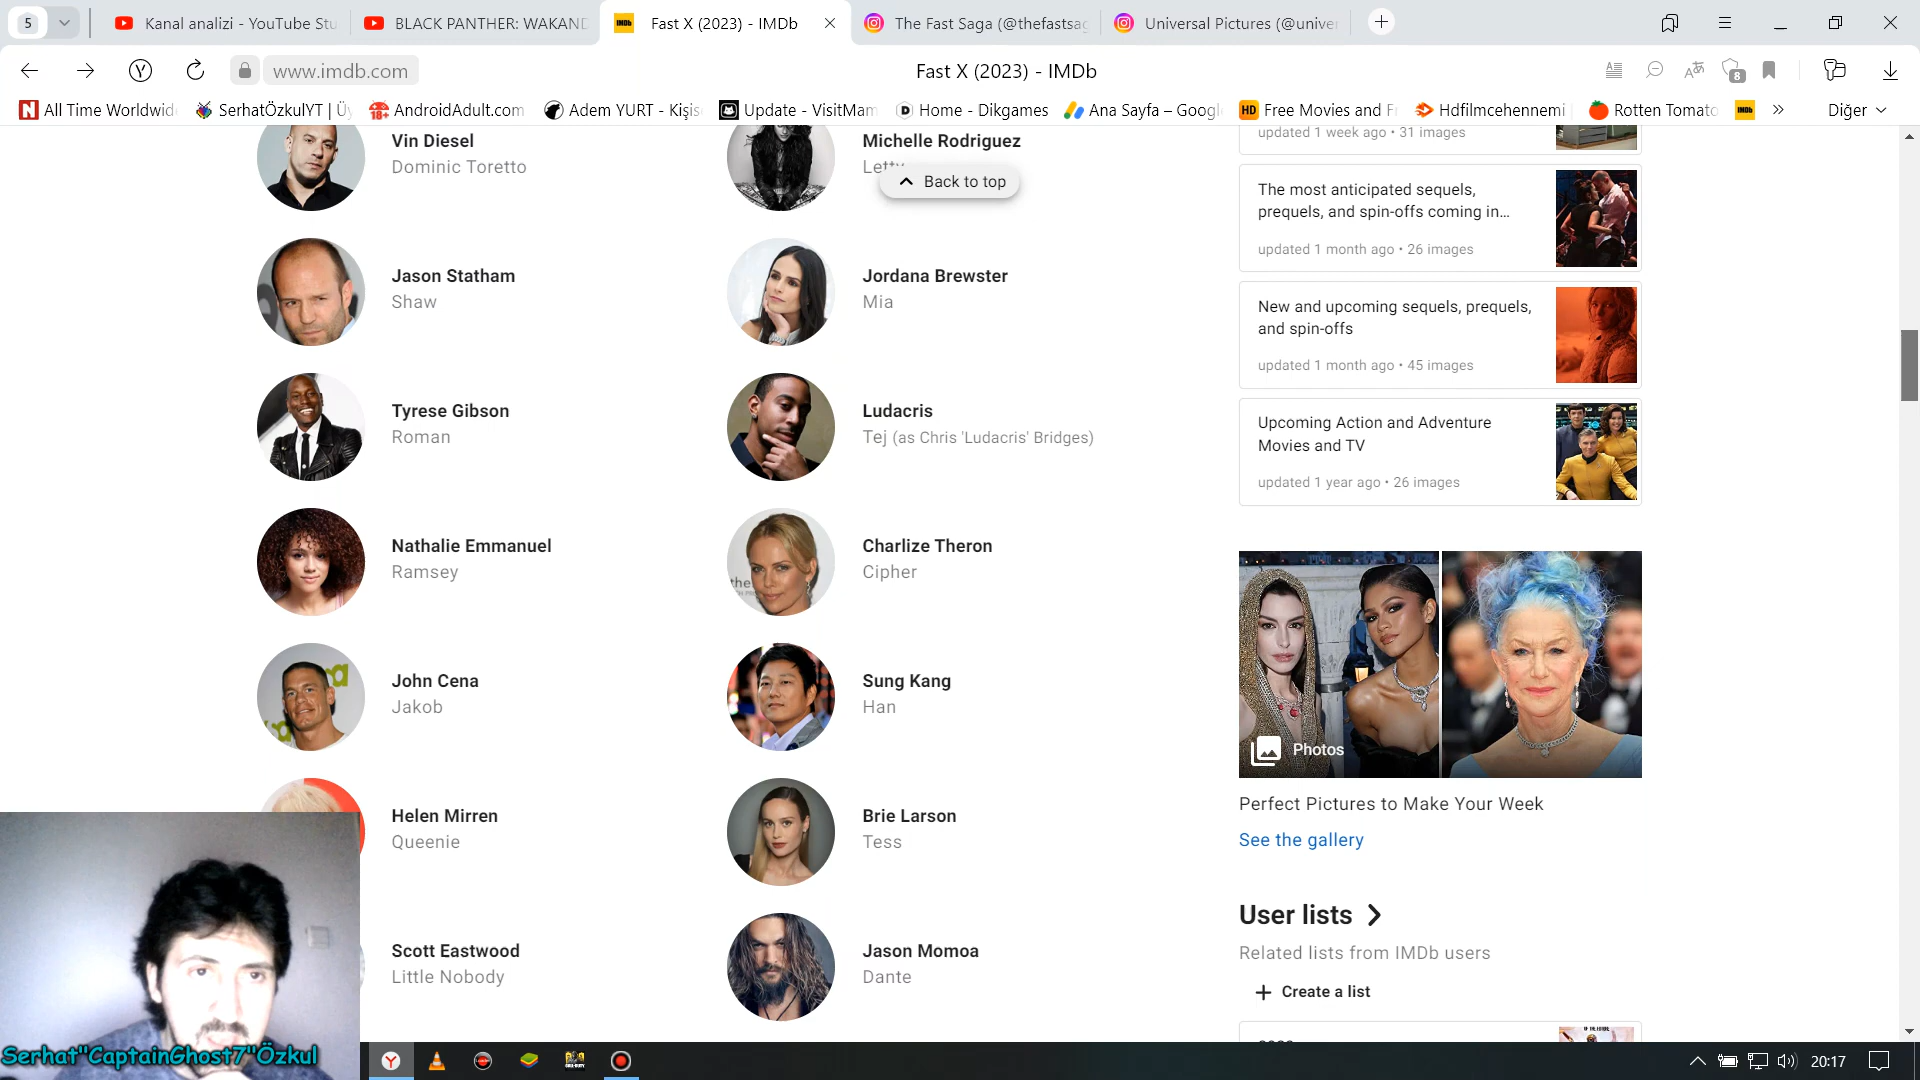 5
Kanal analizi - YouTube Stu
BLACK PANTHER: WAKAND
IMDb
Fast X (2023) - IMDb
The Fast Saga (@thefastsag
Universal Pictures (@univer
www.imdb.com
Fast X (2023) - IMDb
8
All Time Worldwid
SerhatÖzkulYT | Üy
18+
AndroidAdult.com
Adem YURT - Kişis
Update - VisitMam
Home - Dikgames
Ana Sayfa – Google
HD
Free Movies and F
Hdfilmcehennemi
Rotten Tomato
IMDb
»
Diğer
Vin Diesel
Dominic Toretto
Michelle Rodriguez
Letty
Back to top
Jason Statham
Shaw
Jordana Brewster
Mia
Tyrese Gibson
Roman
Ludacris
Tej (as Chris 'Ludacris' Bridges)
Nathalie Emmanuel
Ramsey
Charlize Theron
Cipher
John Cena
Jakob
Sung Kang
Han
Helen Mirren
Queenie
Brie Larson
Tess
Scott Eastwood
Little Nobody
Jason Momoa
Dante
updated 1 week ago • 31 images
The most anticipated sequels,
prequels, and spin-offs coming in...
updated 1 month ago • 26 images
New and upcoming sequels, prequels,
and spin-offs
updated 1 month ago • 45 images
Upcoming Action and Adventure
Movies and TV
updated 1 year ago • 26 images
Photos
Perfect Pictures to Make Your Week
See the gallery
User lists
Related lists from IMDb users
+ Create a list
Serhat"CaptainGhost7"Özkul
20:17